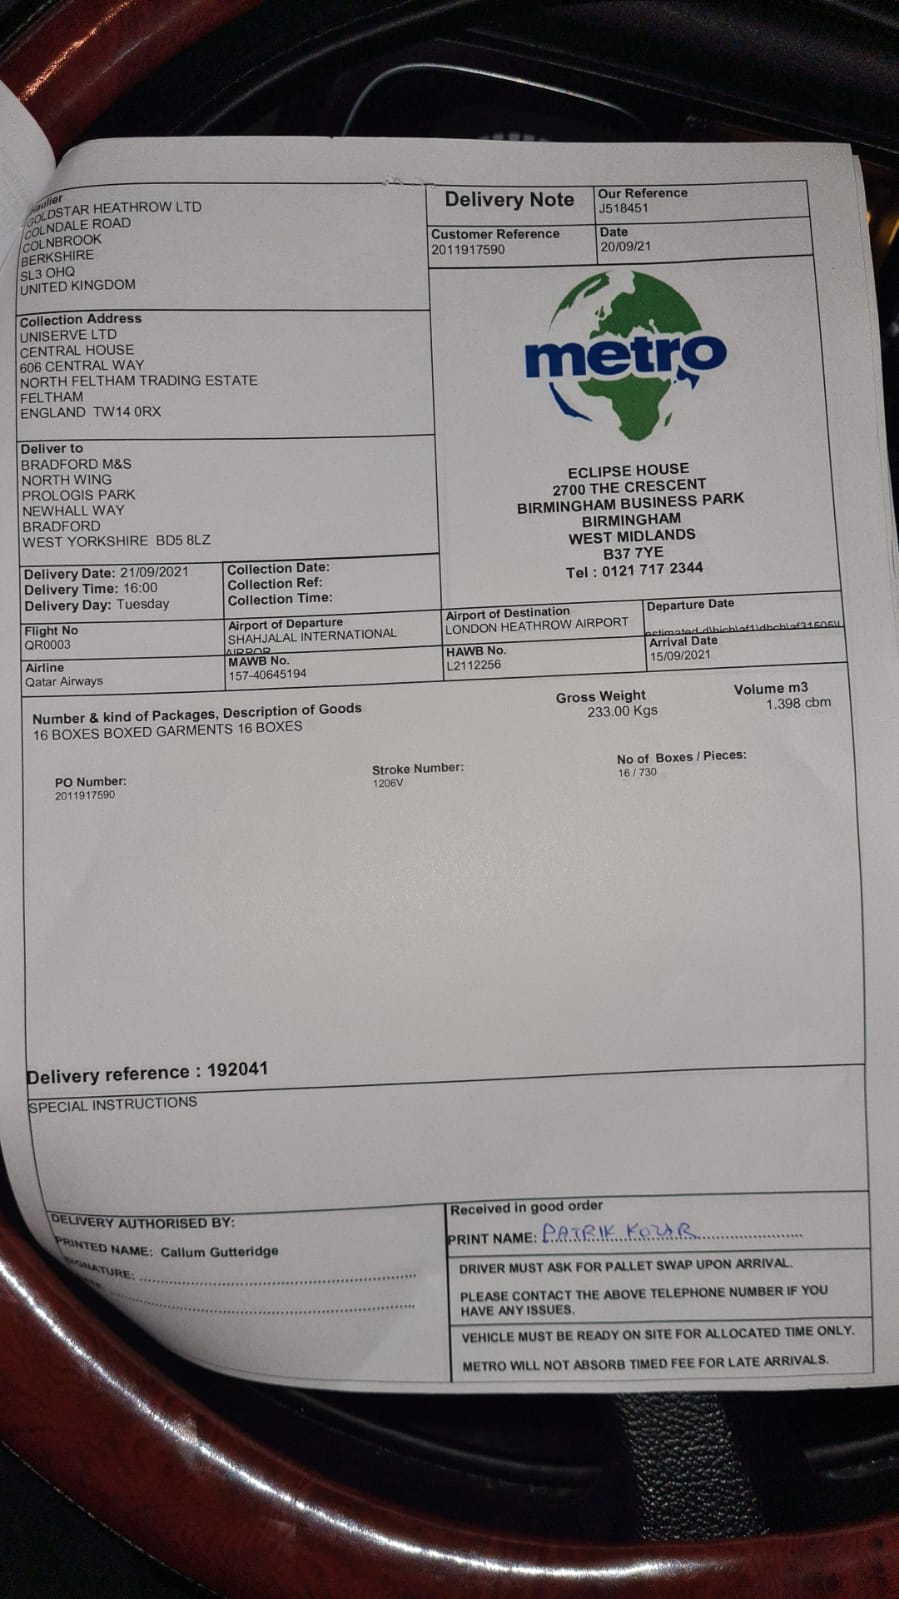 Haulier
GOLDSTAR HEATHROW LTD
COLNDALE ROAD
COLNBROOK
BERKSHIRE
SL3 OHQ
UNITED KINGDOM
Delivery Note
Our Reference
J518451
Customer Reference
2011917590
Date
20/09/21
Collection Address
UNISERVE LTD
CENTRAL HOUSE
606 CENTRAL WAY
NORTH FELTHAM TRADING ESTATE
FELTHAM
ENGLAND TW14 0RX
metro
Deliver to
BRADFORD M&S
NORTH WING
PROLOGIS PARK
NEWHALL WAY
BRADFORD
WEST YORKSHIRE BD5 8LZ
ECLIPSE HOUSE
2700 THE CRESCENT
BIRMINGHAM BUSINESS PARK
BIRMINGHAM
WEST MIDLANDS
B37 7YE
Tel : 0121 717 2344
Delivery Date: 21/09/2021
Delivery Time: 16:00
Delivery Day: Tuesday
Collection Date:
Collection Ref:
Collection Time:
Flight No
QR0003
Airport of Departure
SHAHJALAL INTERNATIONAL
Airport of Destination
LONDON HEATHROW AIRPORT
Departure Date
Airline
Qatar Airways
MAWB No.
157-40645194
HAWB No.
L2112256
Arrival Date
15/09/2021
Number & kind of Packages, Description of Goods
16 BOXES BOXED GARMENTS 16 BOXES
Gross Weight
233.00 Kgs
Volume m3
1.398 cbm
PO Number:
2011917590
Stroke Number:
1206V
No of Boxes / Pieces:
16 / 730
Delivery reference : 192041
SPECIAL INSTRUCTIONS
DELIVERY AUTHORISED BY:
PRINTED NAME: Callum Gutteridge
SIGNATURE:
Received in good order
PRINT NAME: PATRIK KOZAR
DRIVER MUST ASK FOR PALLET SWAP UPON ARRIVAL.
PLEASE CONTACT THE ABOVE TELEPHONE NUMBER IF YOU
HAVE ANY ISSUES.
VEHICLE MUST BE READY ON SITE FOR ALLOCATED TIME ONLY.
METRO WILL NOT ABSORB TIMED FEE FOR LATE ARRIVALS.